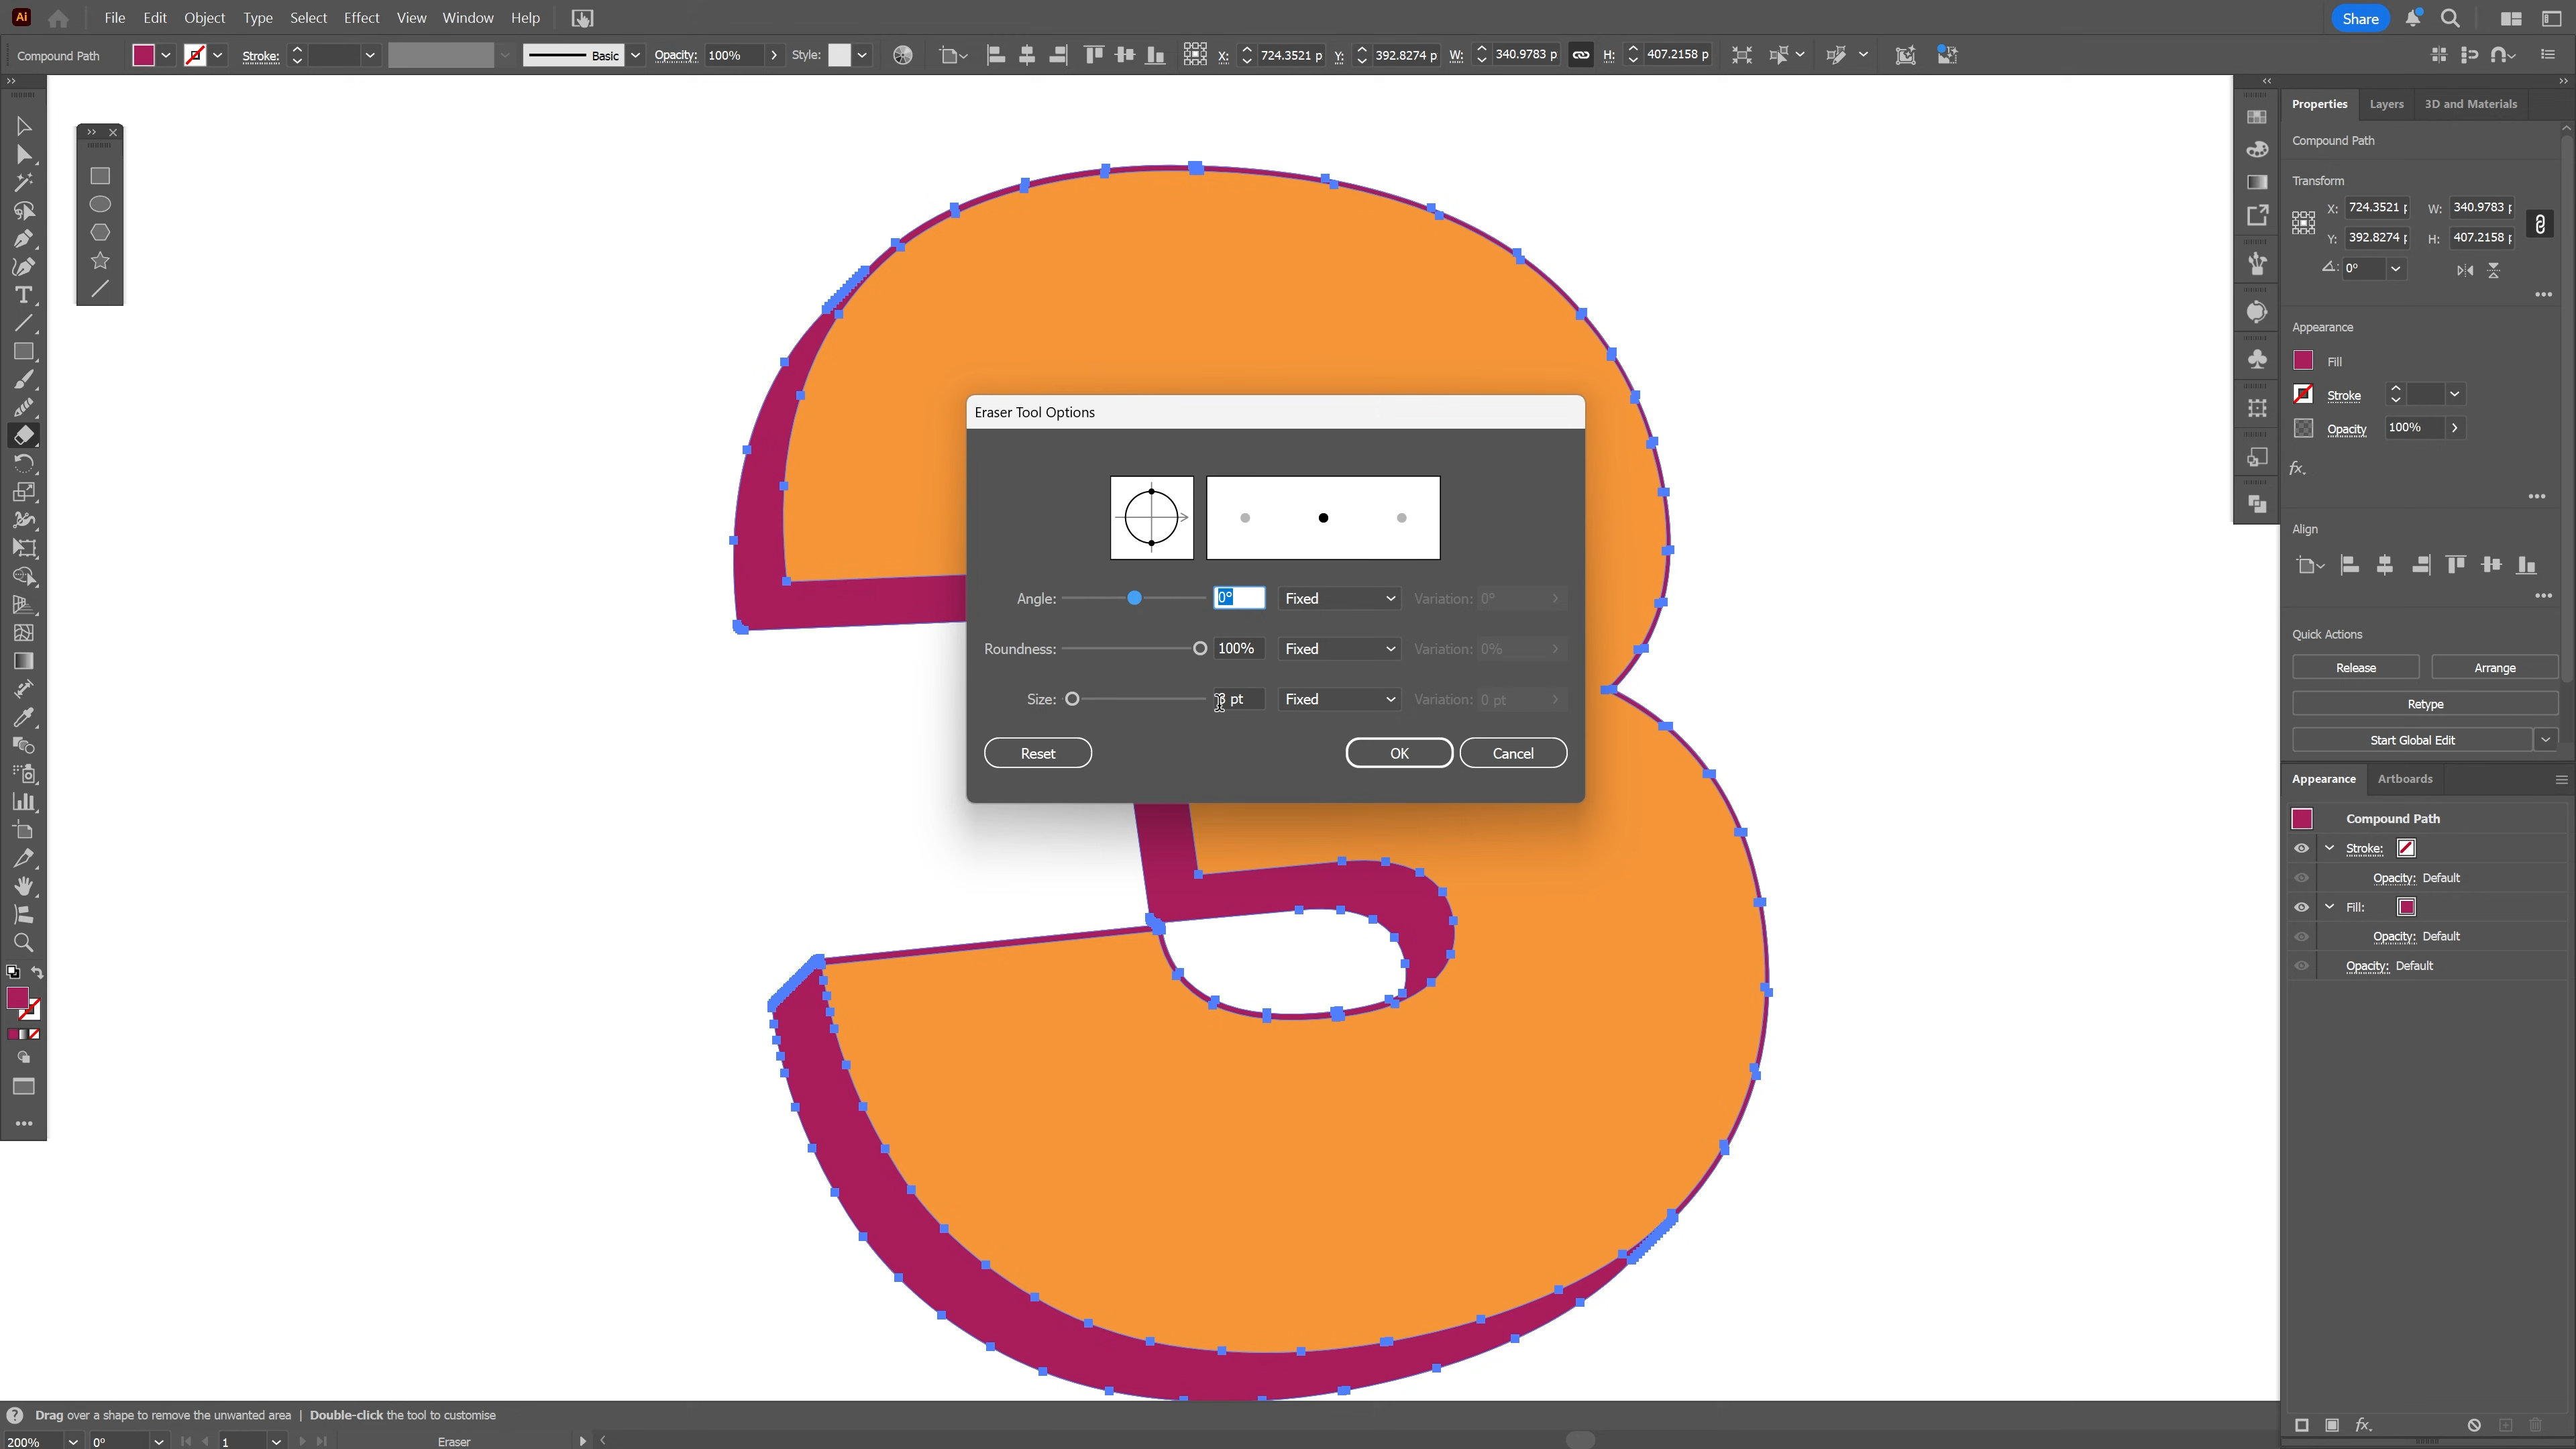 Ai File Edit Object Type Select Effect View Window Help Share
Compound Path Stroke: Basic Opacity: 100% Style: X: 724.3521 p Y: 392.8274 p W: 340.9783 p H: 407.2158 p
Properties Layers 3D and Materials
Compound Path
Transform
X: 724.3521 W: 340.9783
Y: 392.8274 H: 407.2158
0°
Appearance
Fill
Stroke
Opacity 100%
fx.
Align
Quick Actions
Release Arrange
Retype
Start Global Edit
Appearance Artboards
Compound Path
Stroke:
Opacity: Default
Fill:
Opacity: Default
Opacity: Default
fx.
Eraser Tool Options
Angle: 0° Fixed Variation: 0°
Roundness: 100% Fixed Variation: 0%
Size: pt Fixed Variation: 0 pt
Reset OK Cancel
3
Drag over a shape to remove the unwanted area | Double-click the tool to customise
200% 0° 1 Eraser